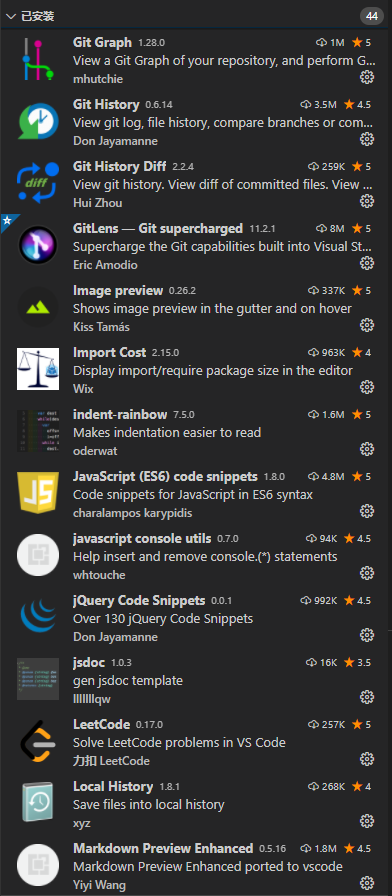 已安装 44
Git Graph 1.28.0 1M 5
View a Git Graph of your repository, and perform G...
mhutchie
Git History 0.6.14 3.5M 4.5
View git log, file history, compare branches or com...
Don Jayamanne
Git History Diff 2.2.4 259K 5
View git history. View diff of committed files. View ...
Hui Zhou
GitLens — Git supercharged 11.2.1 8M 5
Supercharge the Git capabilities built into Visual St...
Eric Amodio
Image preview 0.26.2 337K 5
Shows image preview in the gutter and on hover
Kiss Tamás
Import Cost 2.15.0 963K 4
Display import/require package size in the editor
Wix
indent-rainbow 7.5.0 1.6M 5
Makes indentation easier to read
oderwat
JavaScript (ES6) code snippets 1.8.0 4.8M 5
Code snippets for JavaScript in ES6 syntax
charalampos karypidis
javascript console utils 0.7.0 94K 4.5
Help insert and remove console.(*) statements
whtouche
jQuery Code Snippets 0.0.1 992K 4.5
Over 130 jQuery Code Snippets
Don Jayamanne
jsdoc 1.0.3 16K 3.5
gen jsdoc template
lllllllqw
LeetCode 0.17.0 257K 5
Solve LeetCode problems in VS Code
力扣 LeetCode
Local History 1.8.1 268K 4
Save files into local history
xyz
Markdown Preview Enhanced 0.5.16 1.8M 4.5
Markdown Preview Enhanced ported to vscode
Yiyi Wang